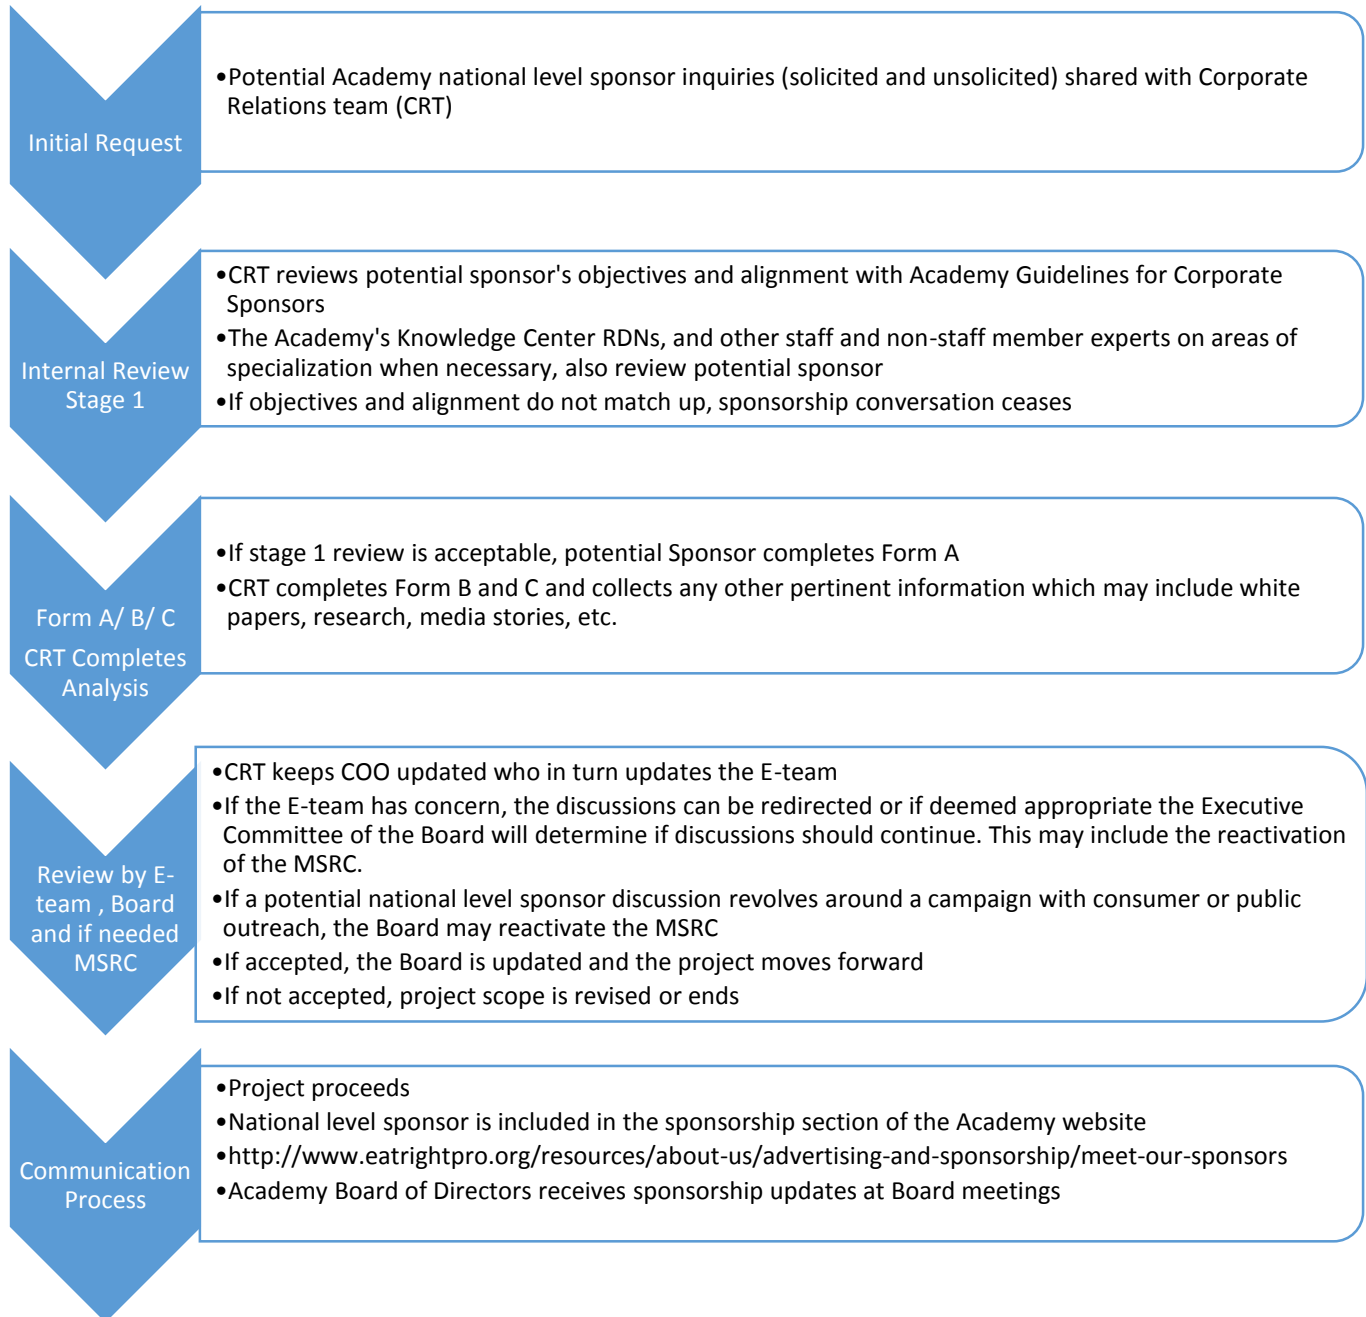 Initial Request
•Potential Academy national level sponsor inquiries (solicited and unsolicited) shared with Corporate
Relations team (CRT)
Internal Review
Stage 1
•CRT reviews potential sponsor's objectives and alignment with Academy Guidelines for Corporate
Sponsors
•The Academy's Knowledge Center RDNs, and other staff and non-staff member experts on areas of
specialization when necessary, also review potential sponsor
•If objectives and alignment do not match up, sponsorship conversation ceases
Form A/ B/ C
CRT Completes
Analysis
•If stage 1 review is acceptable, potential Sponsor completes Form A
•CRT completes Form B and C and collects any other pertinent information which may include white
papers, research, media stories, etc.
Review by E-
team , Board
and if needed
MSRC
•CRT keeps COO updated who in turn updates the E-team
•If the E-team has concern, the discussions can be redirected or if deemed appropriate the Executive
Committee of the Board will determine if discussions should continue. This may include the reactivation
of the MSRC.
•If a potential national level sponsor discussion revolves around a campaign with consumer or public
outreach, the Board may reactivate the MSRC
•If accepted, the Board is updated and the project moves forward
•If not accepted, project scope is revised or ends
Communication
Process
•Project proceeds
•National level sponsor is included in the sponsorship section of the Academy website
•http://www.eatrightpro.org/resources/about-us/advertising-and-sponsorship/meet-our-sponsors
•Academy Board of Directors receives sponsorship updates at Board meetings